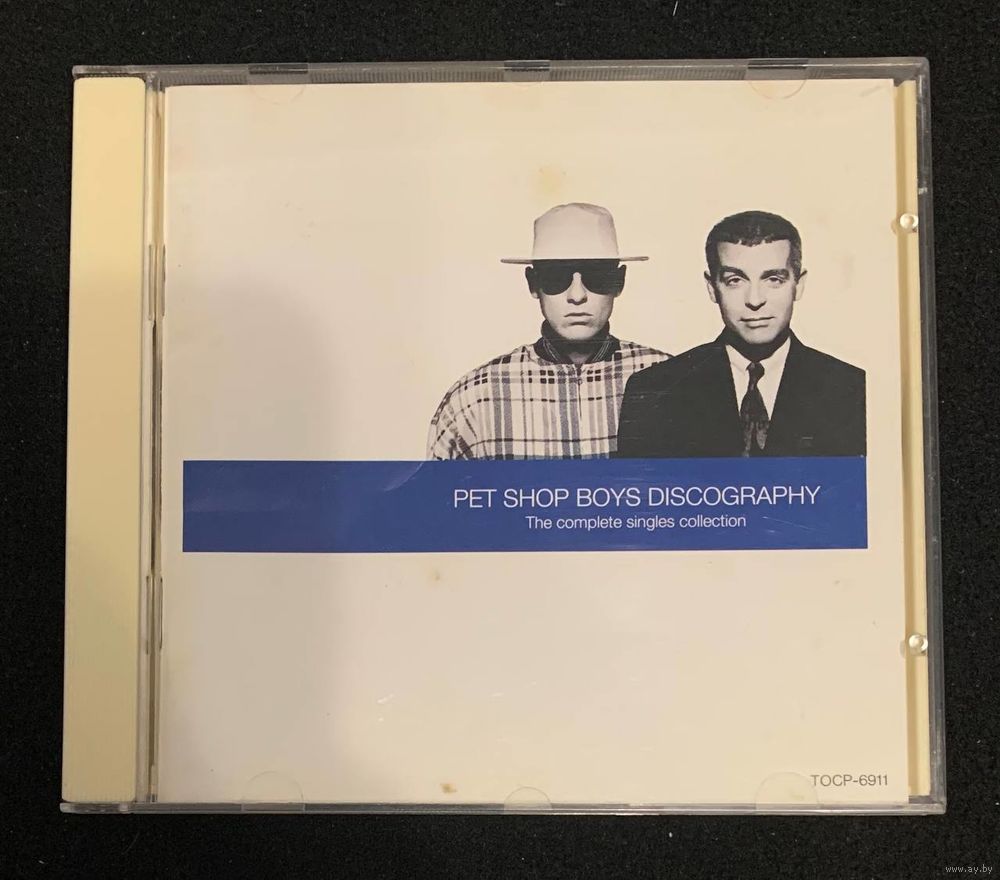 PET SHOP BOYS DISCOGRAPHY
The complete singles collection
TOCP-6911
www.ay.by